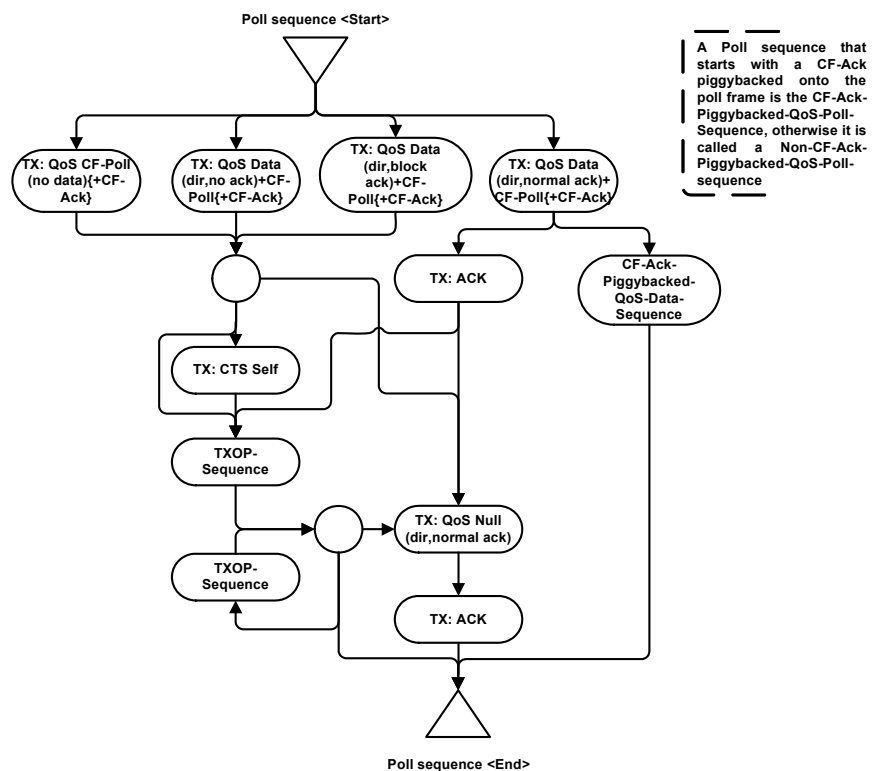 Poll sequence <Start>
A Poll sequence that
starts with a CF-Ack
piggybacked onto the
poll frame is the CF-Ack-
Piggybacked-QoS-Poll-
Sequence, otherwise it is
called a Non-CF-Ack-
Piggybacked-QoS-Poll-
sequence
TX: QoS CF-Poll
(no data){+CF-
Ack}
TX: QoS Data
(dir,no ack)+CF-
Poll{+CF-Ack}
TX: QoS Data
(dir,block
ack)+CF-
Poll{+CF-Ack}
TX: QoS Data
(dir,normal ack)+
CF-Poll{+CF-Ack}
TX: ACK
CF-Ack-
Piggybacked-
QoS-Data-
Sequence
TX: CTS Self
TXOP-
Sequence
TX: QoS Null
(dir,normal ack)
TXOP-
Sequence
TX: ACK
Poll sequence <End>